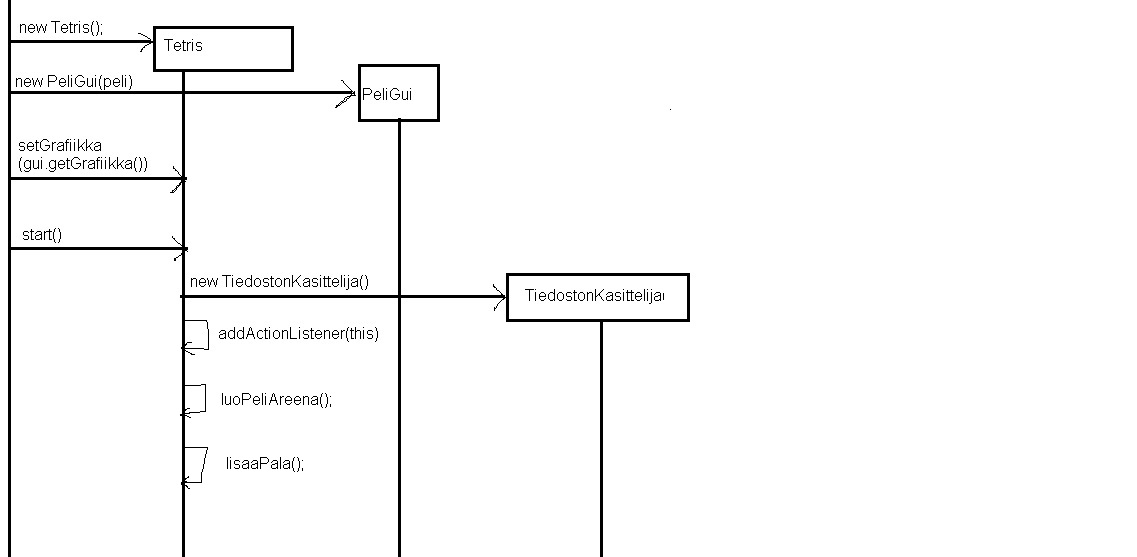 new Tetris();
Tetris
new PeliGui(peli)
PeliGui
setGrafiikka
(gui.getGrafiikka())
start()
new TiedostonKasittelija()
TiedostonKasittelija
addActionListener(this)
luoPeliAreena();
lisaaPala();